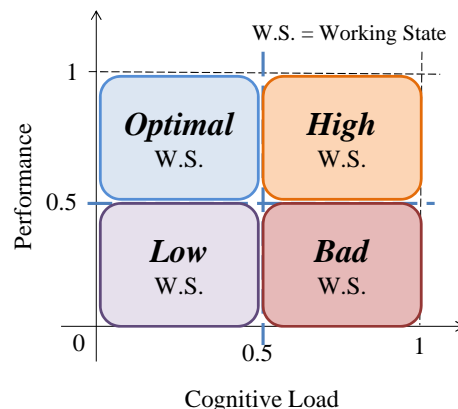 W.S. = Working State
1
Optimal
W.S.
High
W.S.
Performance
0.5
Low
W.S.
Bad
W.S.
0
0.5
1
Cognitive Load